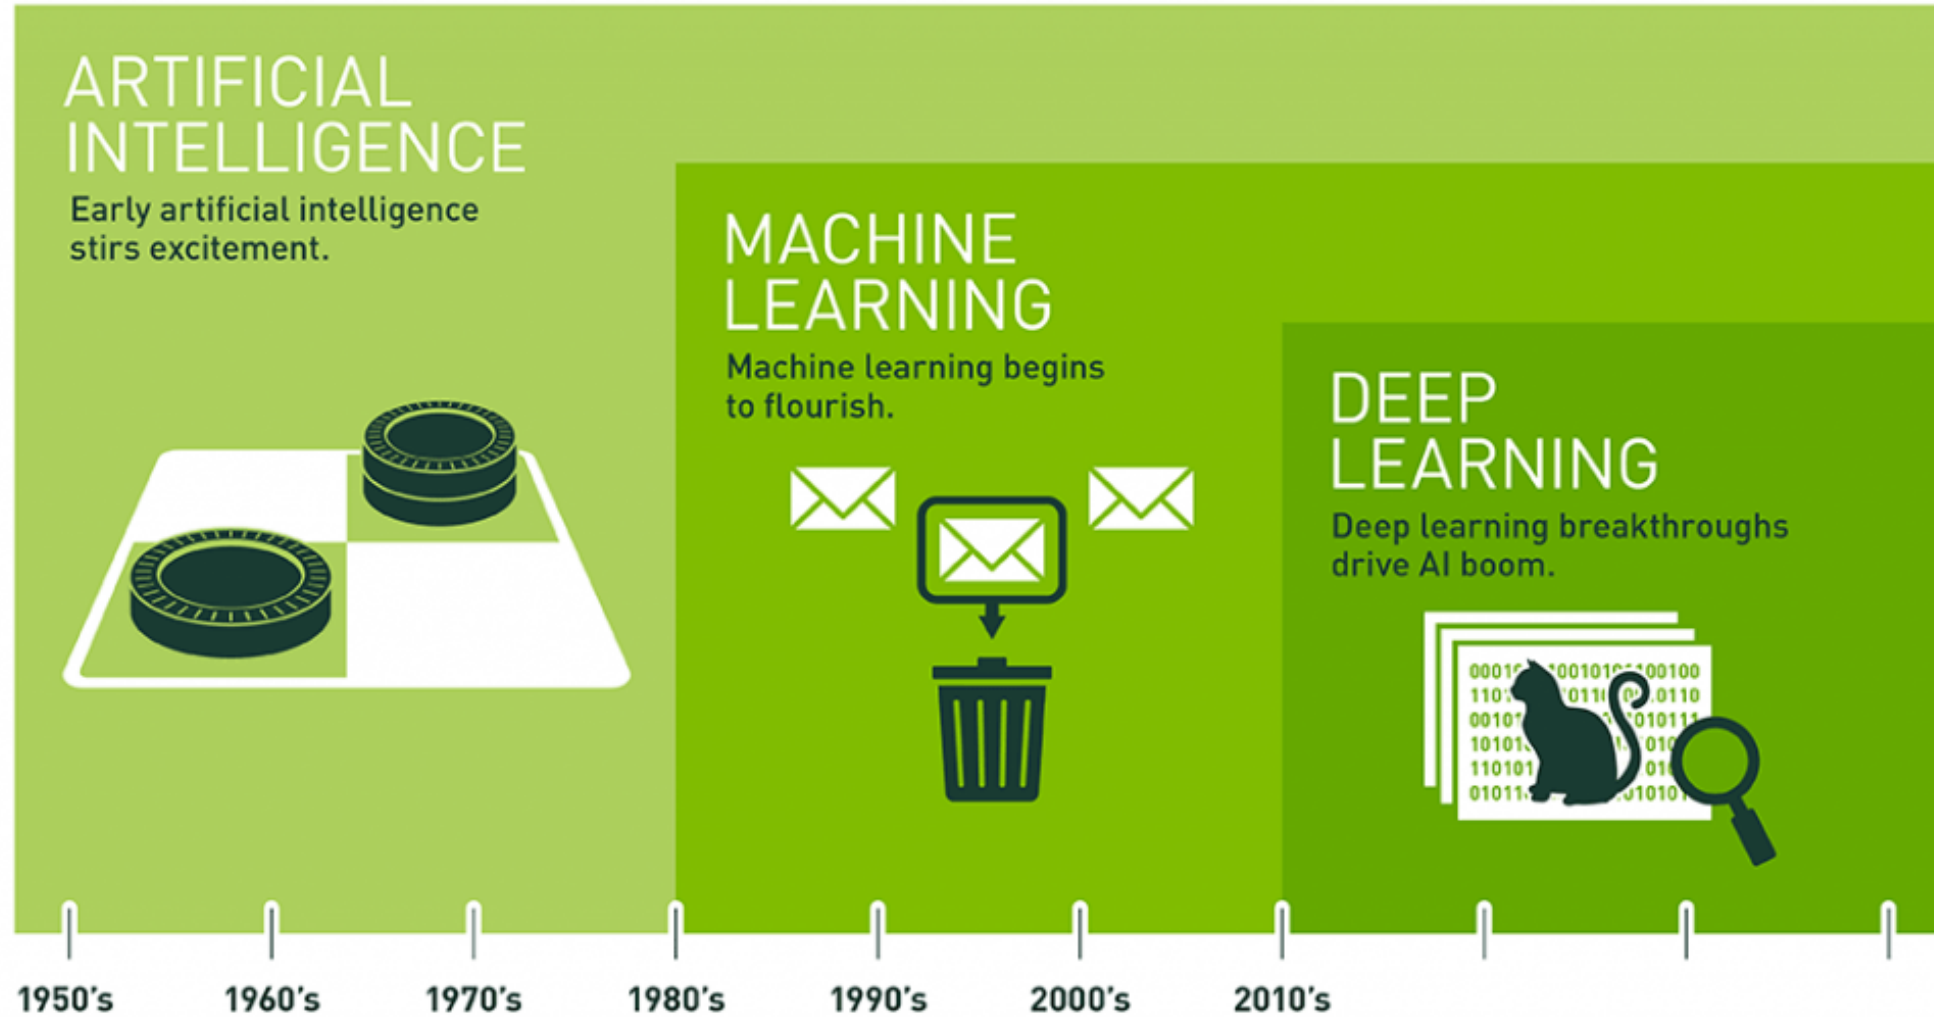 ARTIFICIAL
INTELLIGENCE
Early artificial intelligence
stirs excitement.
MACHINE
LEARNING
Machine learning begins
to flourish.
DEEP
LEARNING
Deep learning breakthroughs
drive AI boom.
1950's 1960's 1970's 1980's 1990's 2000's 2010's